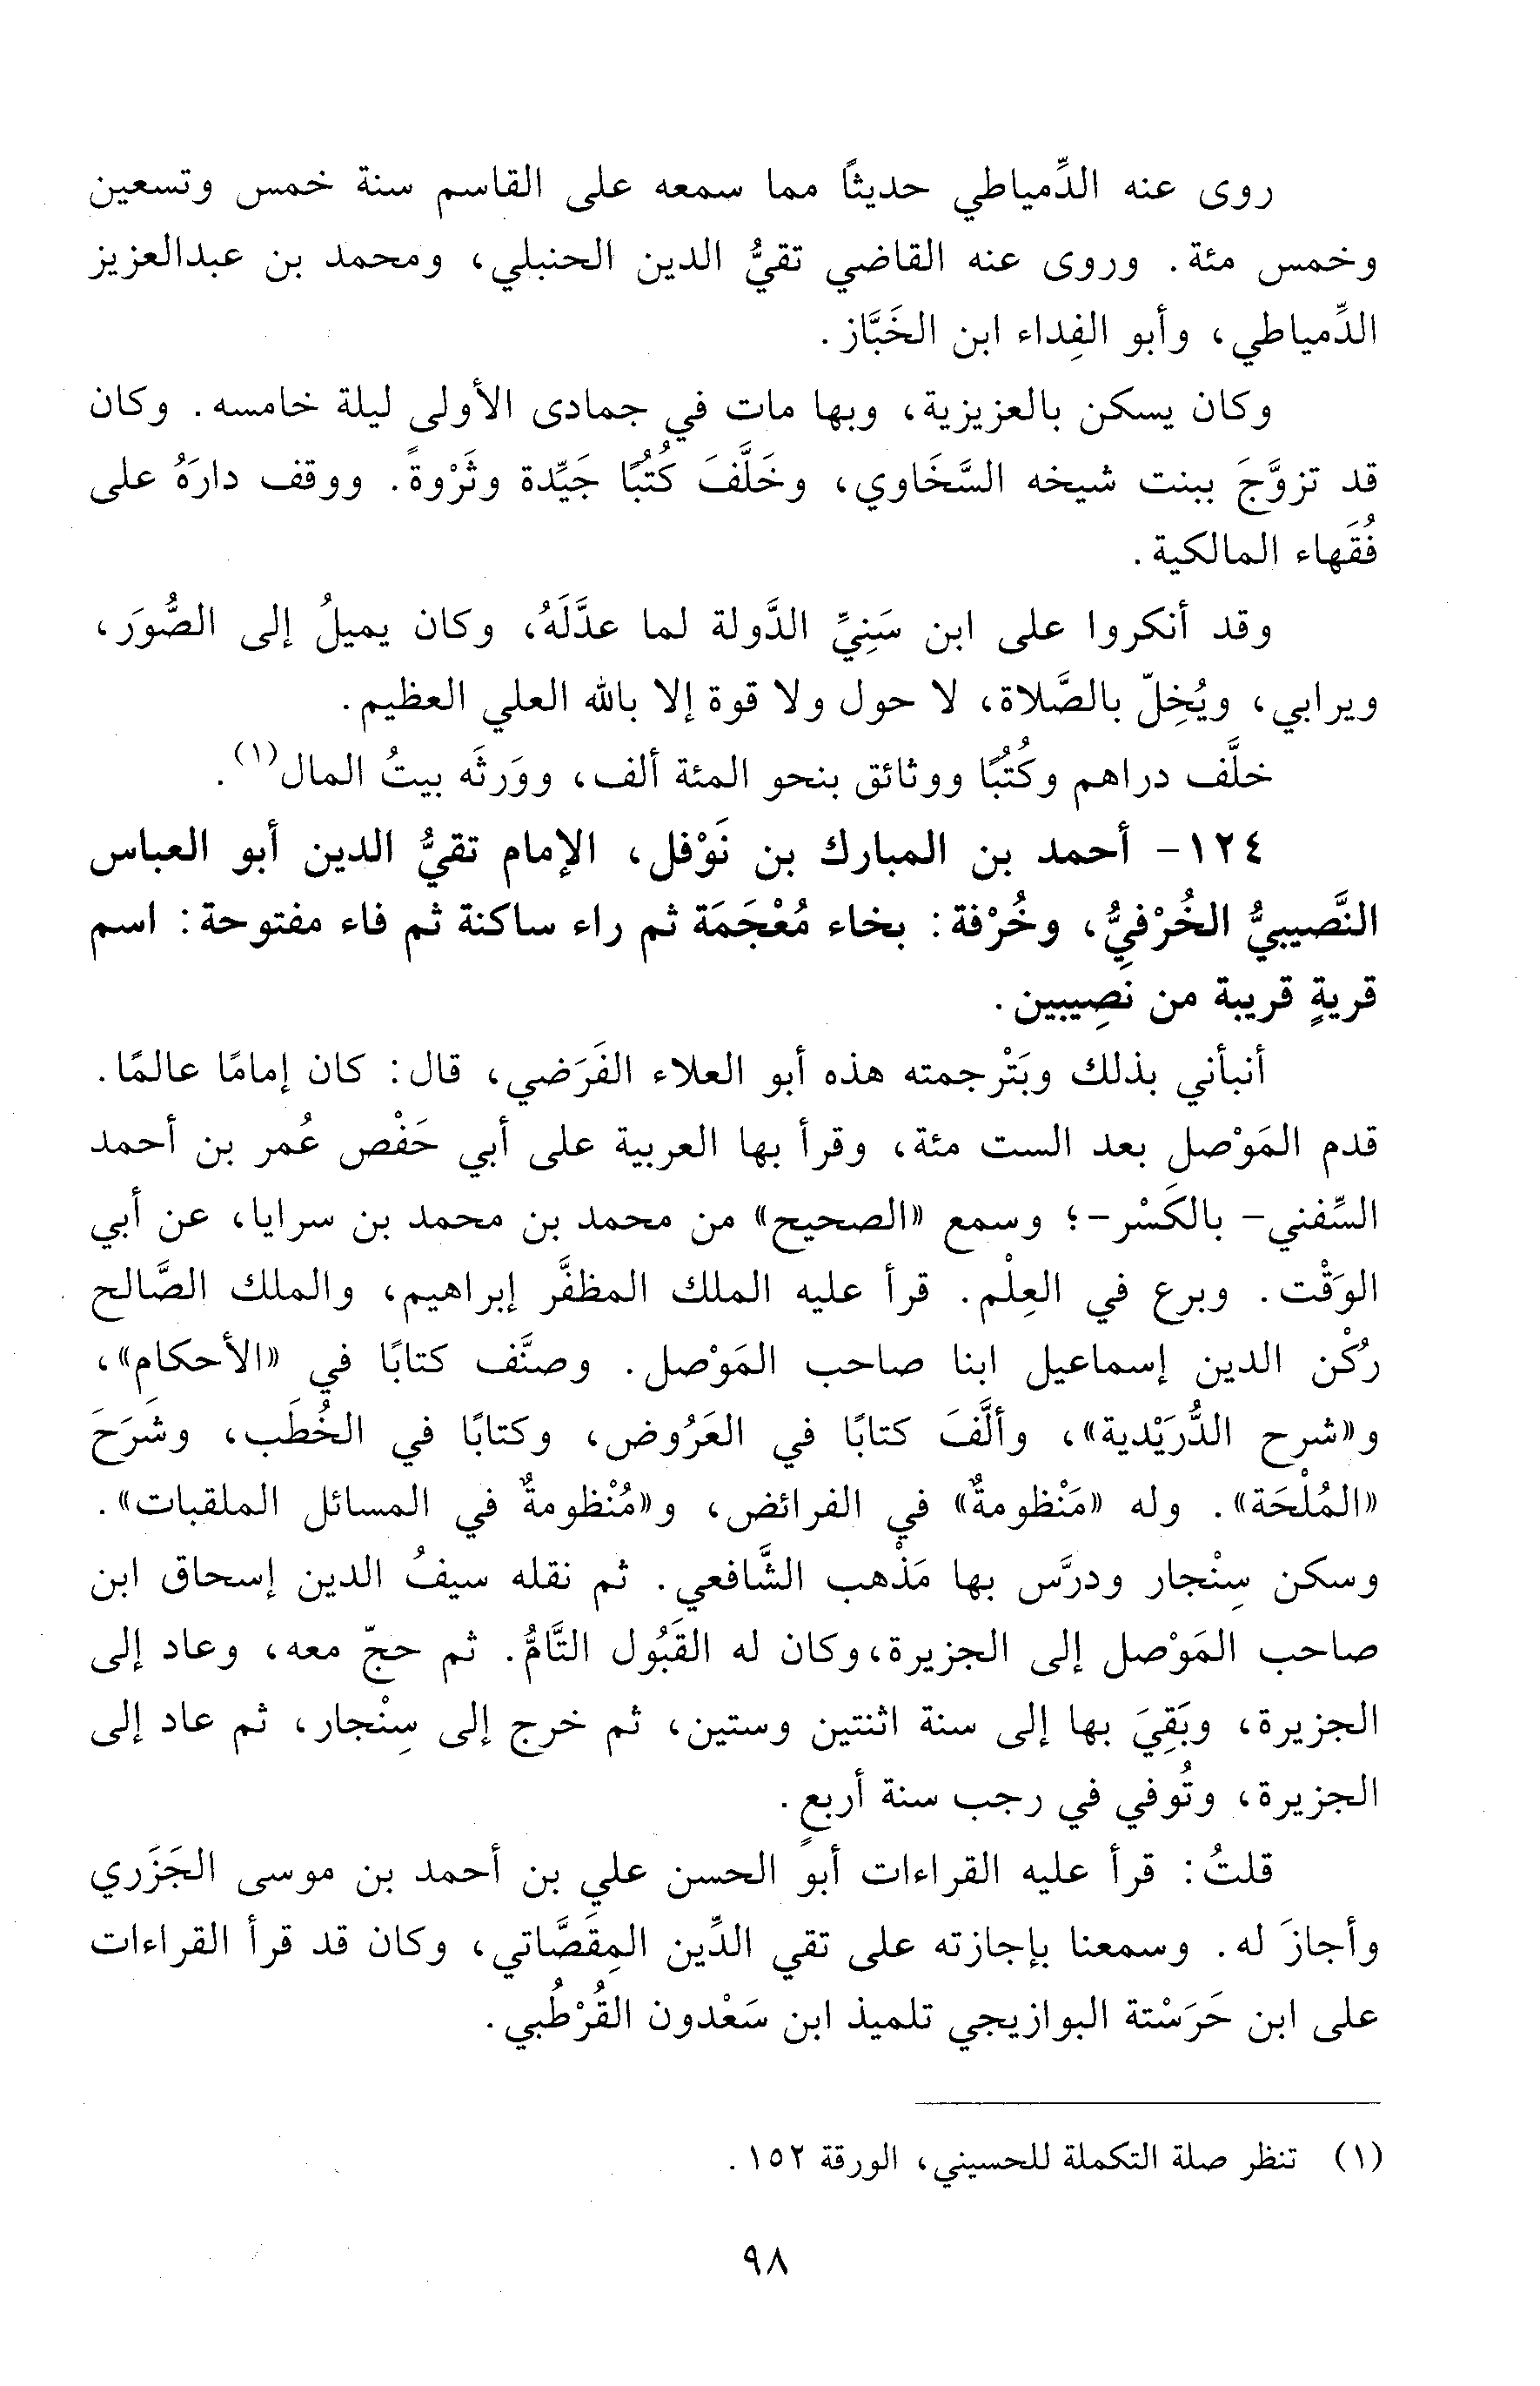 روى عنه الدِّمياطي حديثًا مما سمعه على القاسم سنة خمس وتسعين
وخمس مئة. وروى عنه القاضي تقيُّ الدين الحنبلي، ومحمد بن عبدالعزيز
الدِّمياطي، وأبو الفِداء ابن الخَبَّاز.
وكان يسكن بالعزيزية، وبها مات في جمادى الأولى ليلة خامسه. وكان
قد تزوَّجَ ببنت شيخه السَّخَاوي، وخَلَّفَ كُتُبًا جَيِّدة وثَرْوةً. ووقف دارَهُ على
فُقَهاء المالكية.
وقد أنكروا على ابن سَنِيِّ الدَّولة لما عدَّلَهُ، وكان يميلُ إلى الصُّوَر،
ويرابي، ويُخِلّ بالصَّلاة، لا حول ولا قوة إلا بالله العلي العظيم.
خلَّف دراهم وكُتُبًا ووثائق بنحو المئة ألف، ووَرثَه بيتُ المال(١).
١٢٤- أحمد بن المبارك بن نَوْفل، الإمام تقيُّ الدين أبو العباس
النَّصيبيُّ الخُرْفيُّ، وخُرْفة: بخاء مُعْجَمَة ثم راء ساكنة ثم فاء مفتوحة: اسم
قريةٍ قريبة من نَصِيبين.
أنبأني بذلك وبَتْرجمته هذه أبو العلاء الفَرَضي، قال: كان إمامًا عالمًا.
قدم المَوْصل بعد الست مئة، وقرأ بها العربية على أبي حَفْص عُمر بن أحمد
السِّفني- بالكَسْر-؛ وسمع «الصحيح» من محمد بن محمد بن سرايا، عن أبي
الوَقْت. وبرع في العِلْم. قرأ عليه الملك المظفَّر إبراهيم، والملك الصَّالح
رُكْن الدين إسماعيل ابنا صاحب المَوْصل. وصنَّف كتابًا في «الأحكام»،
و«شرح الدُّرَيْدية»، وألَّفَ كتابًا في العَرُوض، وكتابًا في الخُطَب، وشَرَحَ
«المُلْحَة». وله «مَنْظومةٌ» في الفرائض، و«مُنْظومةٌ في المسائل الملقبات».
وسكن سِنْجار ودرَّس بها مَذْهب الشَّافعي. ثم نقله سيفُ الدين إسحاق ابن
صاحب المَوْصل إلى الجزيرة،وكان له القَبُول التَّامُّ. ثم حجّ معه، وعاد إلى
الجزيرة، وبَقِيَ بها إلى سنة اثنتين وستين، ثم خرج إلى سِنْجار، ثم عاد إلى
الجزيرة، وتُوفي في رجب سنة أربعٍ.
قلتُ: قرأ عليه القراءات أبو الحسن علي بن أحمد بن موسى الجَزَري
وأجازَ له. وسمعنا بإجازته على تقي الدِّين المِقَصَّاتي، وكان قد قرأ القراءات
على ابن حَرَسْتة البوازيجي تلميذ ابن سَعْدون القُرْطُبي.
(١) تنظر صلة التكملة للحسيني، الورقة ١٥٢.
٩٨